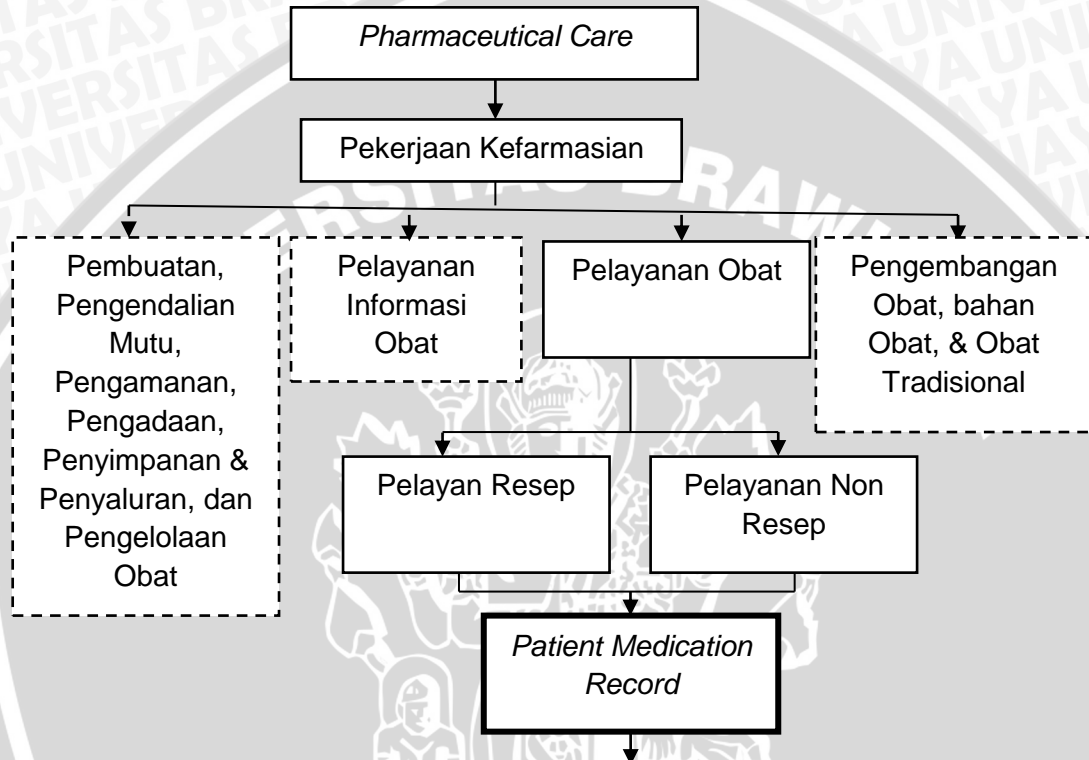 Pharmaceutical Care
Pekerjaan Kefarmasian
Pembuatan,
Pengendalian
Mutu,
Pengamanan,
Pengadaan,
Penyimpanan &
Penyaluran, dan
Pengelolaan
Obat
Pelayanan
Informasi
Obat
Pelayanan Obat
Pengembangan
Obat, bahan
Obat, & Obat
Tradisional
Pelayan Resep
Pelayanan Non
Resep
Patient Medication
Record